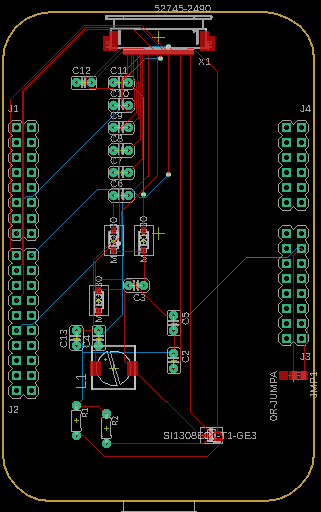 52745-2490
X1
C12
C11
C10
C9
C8
C7
C6
J1
J4
C3
C5
C13
C4
C2
L1
J3
J2
R1
R2
0R-JUMPA
JMP1
SI1308EDL-T1-GE3